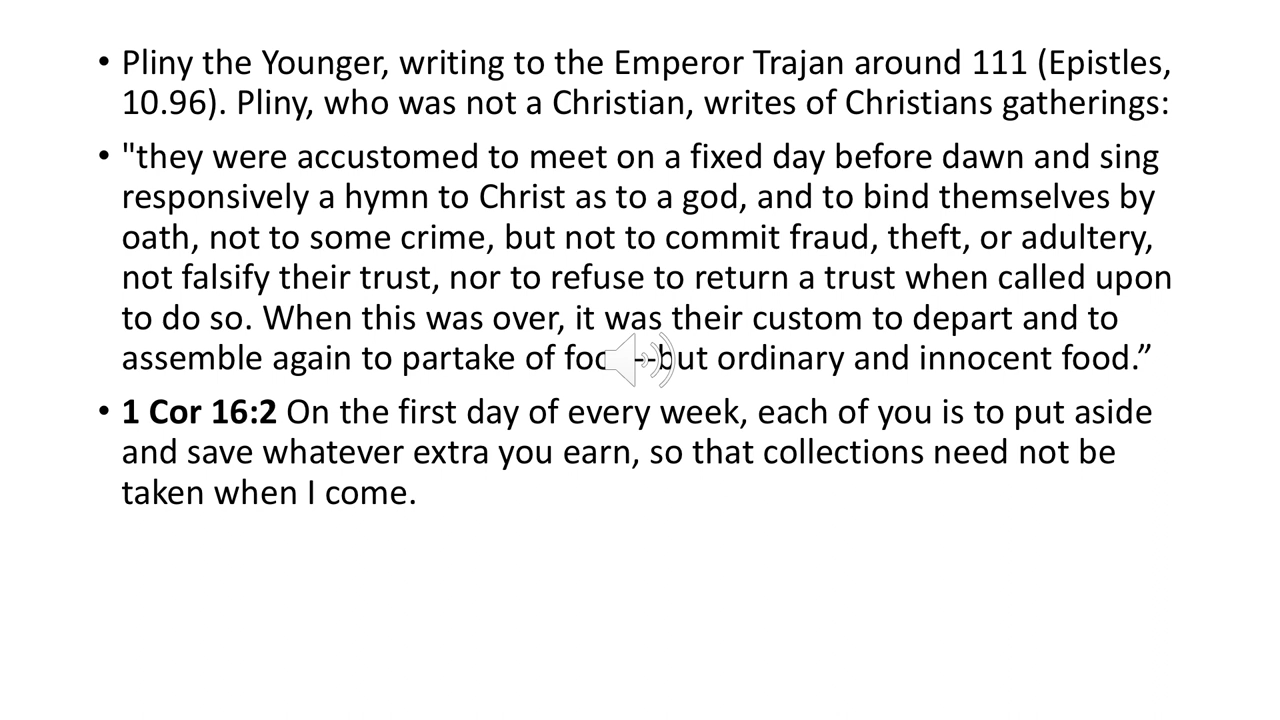 • Pliny the Younger, writing to the Emperor Trajan around 111 (Epistles,
10.96). Pliny, who was not a Christian, writes of Christians gatherings:
• "they were accustomed to meet on a fixed day before dawn and sing
responsively a hymn to Christ as to a god, and to bind themselves by
oath, not to some crime, but not to commit fraud, theft, or adultery,
not falsify their trust, nor to refuse to return a trust when called upon
to do so. When this was over, it was their custom to depart and to
assemble again to partake of but ordinary and innocent food.”
• 1 Cor 16:2 On the first day of every week, each of you is to put aside
and save whatever extra you earn, so that collections need not be
taken when I come.